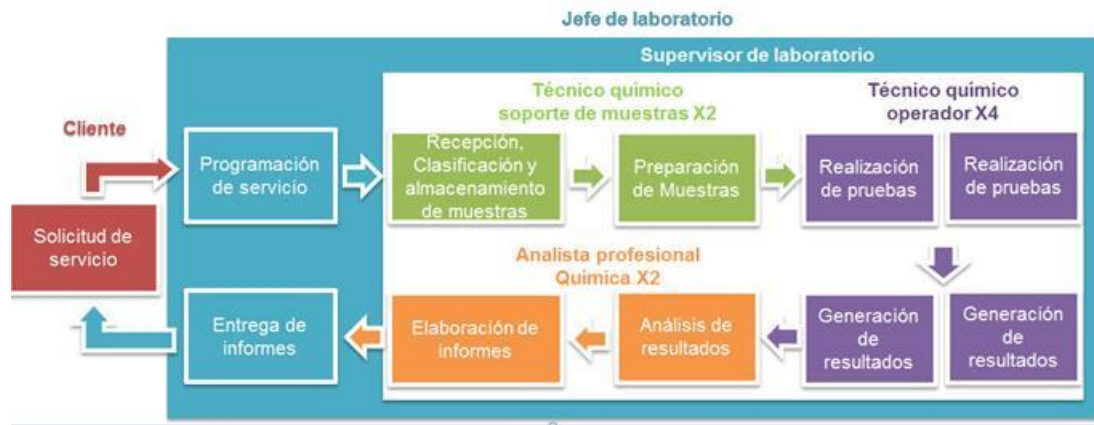 Jefe de laboratorio
Supervisor de laboratorio
Técnico químico
soporte de muestras X2
Técnico químico
operador X4
Cliente
Programación
de servicio
Recepción,
Clasificación y
almacenamiento
de muestras
Preparación
de Muestras
Realización
de pruebas
Realización
de pruebas
Solicitud de
servicio
Analista profesional
Quimica X2
Entrega de
informes
Elaboración de
informes
Análisis de
resultados
Generación
de
resultados
Generación
de
resultados